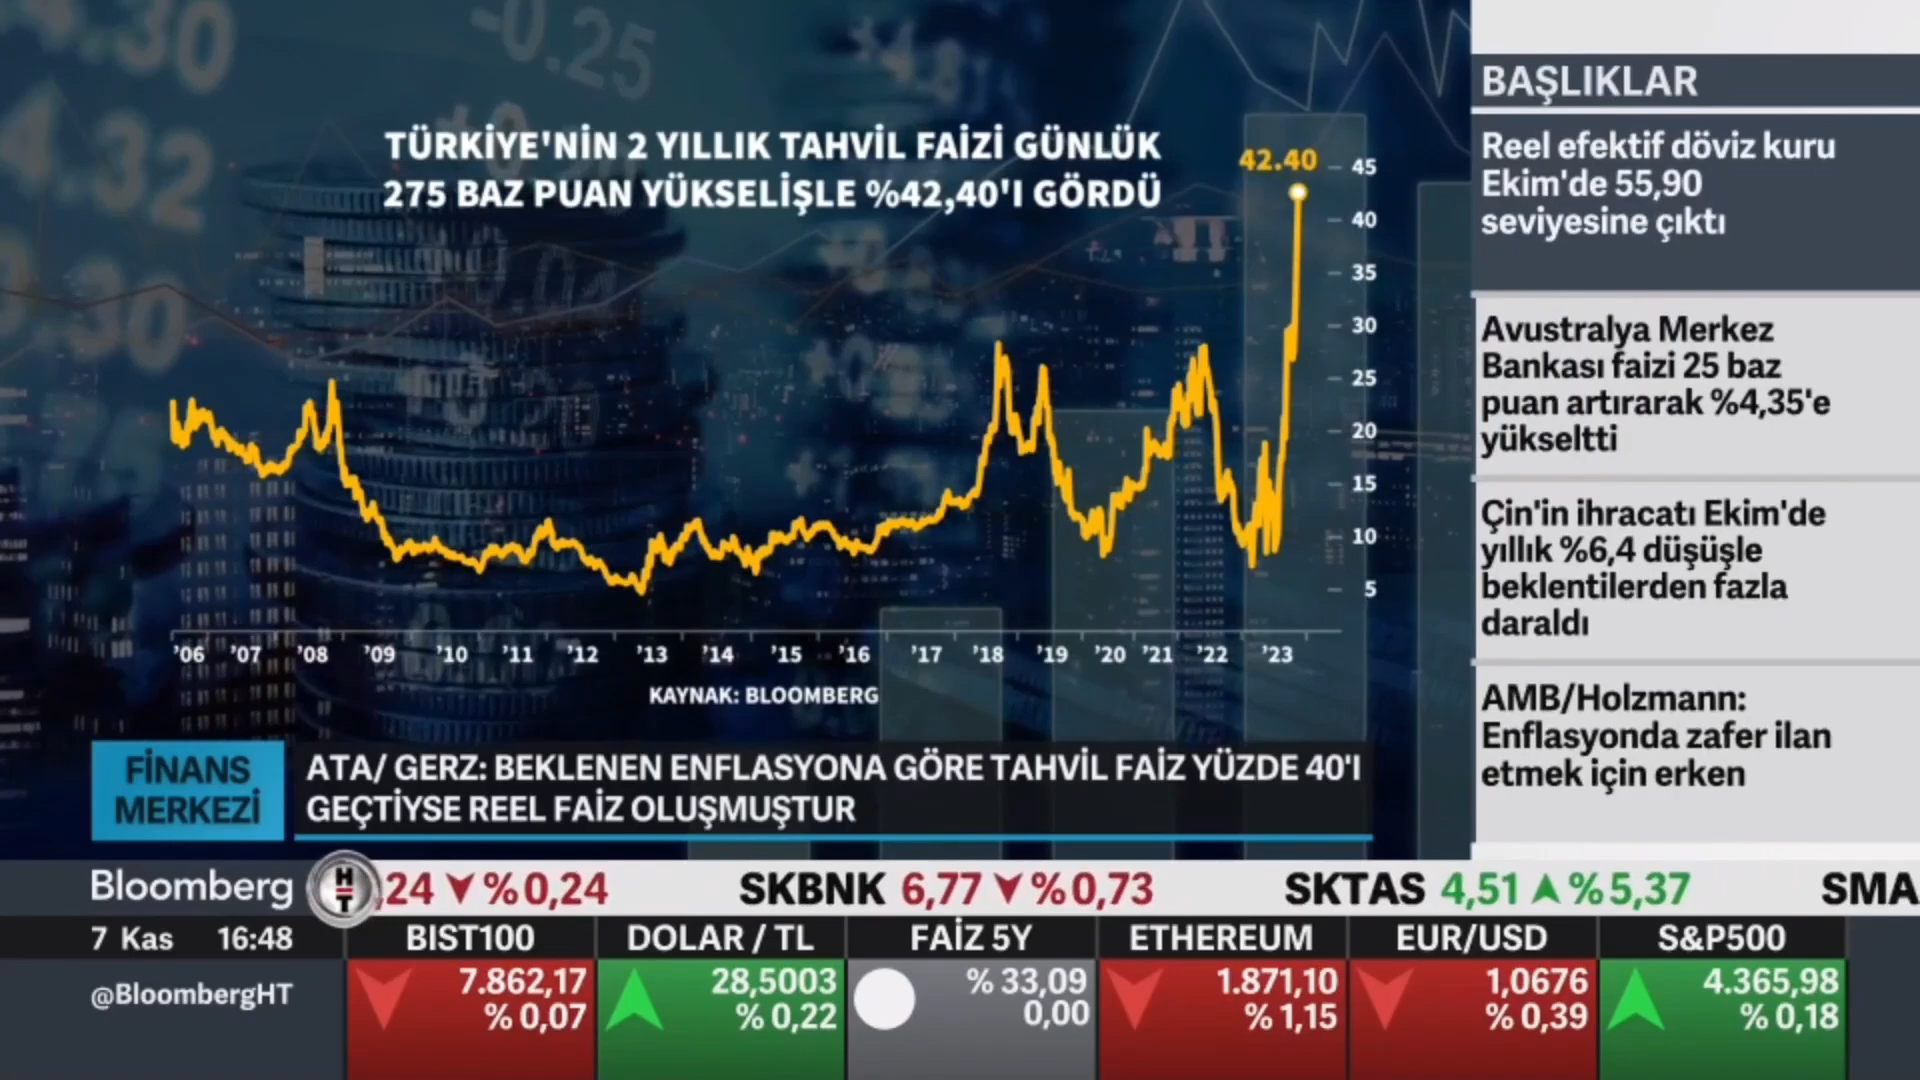 TÜRKİYE'NİN 2 YILLIK TAHVİL FAİZİ GÜNLÜK
275 BAZ PUAN YÜKSELİŞLE %42,40'I GÖRDÜ
42.40
45
40
35
30
25
20
15
10
5
'06 '07 '08 '09 '10 '11 '12 '13 '14 '15 '16 '17 '18 '19 '20 '21 '22 '23
KAYNAK: BLOOMBERG
BAŞLIKLAR
Reel efektif döviz kuru
Ekim'de 55,90
seviyesine çıktı
Avustralya Merkez
Bankası faizi 25 baz
puan artırarak %4,35'e
yükseltti
Çin'in ihracatı Ekim'de
yıllık %6,4 düşüşle
beklentilerden fazla
daraldı
AMB/Holzmann:
Enflasyonda zafer ilan
etmek için erken
FİNANS
MERKEZİ
ATA/ GERZ: BEKLENEN ENFLASYONA GÖRE TAHVİL FAİZ YÜZDE 40'I
GEÇTİYSE REEL FAİZ OLUŞMUŞTUR
Bloomberg HT ,24 %0,24 SKBNK 6,77 %0,73 SKTAS 4,51 %5,37 SMA
7 Kas 16:48
@BloombergHT
BIST100
7.862,17
% 0,07
DOLAR / TL
28,5003
% 0,22
FAİZ 5Y
% 33,09
0,00
ETHEREUM
1.871,10
% 1,15
EUR/USD
1,0676
% 0,39
S&P500
4.365,98
% 0,18
-0.25
4.30
4.32
3.30